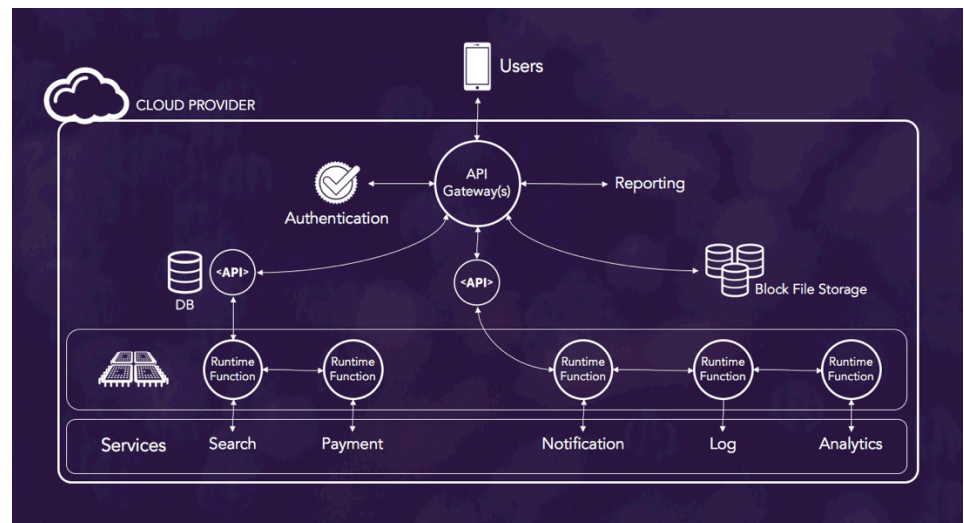 Users
CLOUD PROVIDER
API
Gateway(s)
Authentication
Reporting
<API>
DB
<API>
Block File Storage
Runtime
Function
Runtime
Function
Runtime
Function
Runtime
Function
Runtime
Function
Services
Search
Payment
Notification
Log
Analytics